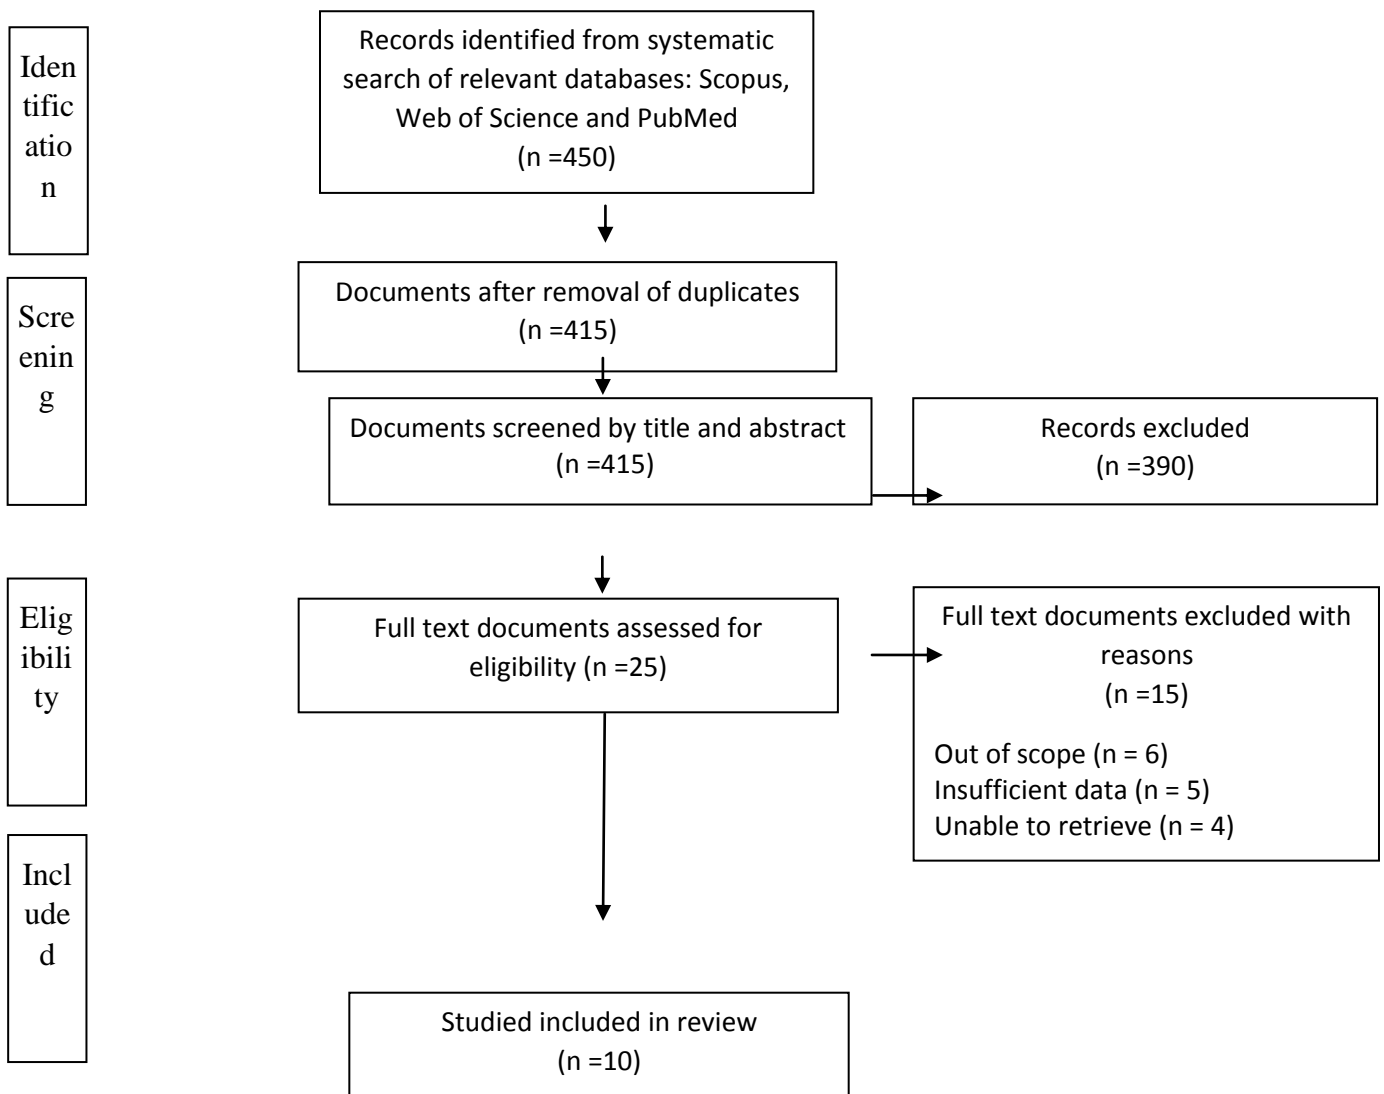 Iden
tific
atio
n
Records identified from systematic
search of relevant databases: Scopus,
Web of Science and PubMed
(n =450)
Scre
enin
g
Documents after removal of duplicates
(n =415)
Documents screened by title and abstract
(n =415)
Records excluded
(n =390)
Elig
ibili
ty
Full text documents assessed for
eligibility (n =25)
Full text documents excluded with
reasons
(n =15)
Out of scope (n = 6)
Insufficient data (n = 5)
Unable to retrieve (n = 4)
Incl
ude
d
Studied included in review
(n =10)